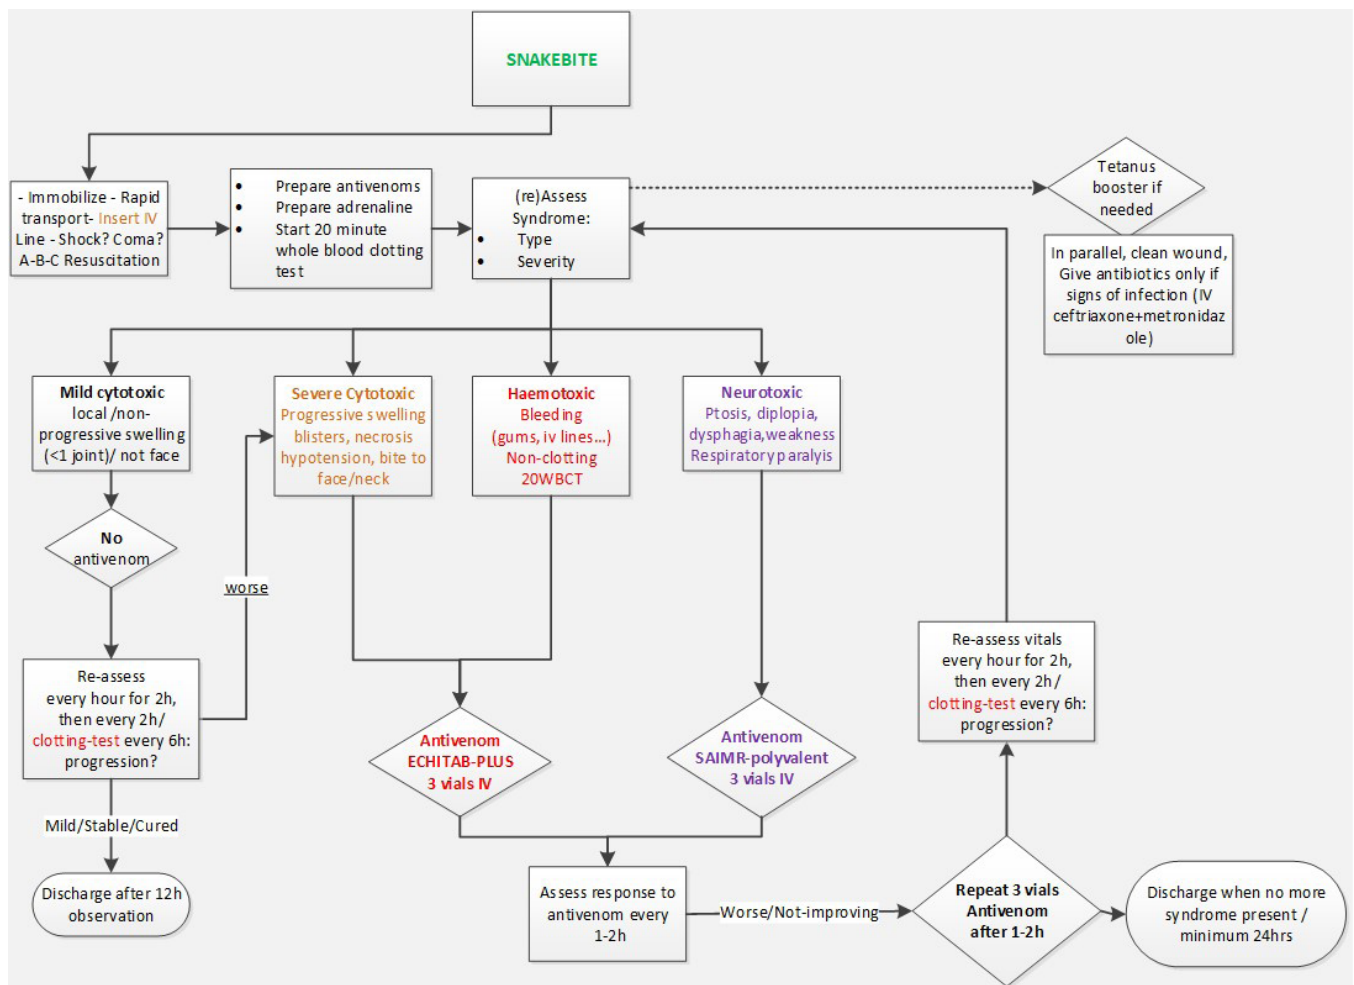 SNAKEBITE
- Immobilize - Rapid
transport- Insert IV
Line - Shock? Coma?
A-B-C Resuscitation
• Prepare antivenoms
• Prepare adrenaline
• Start 20 minute
whole blood clotting
test
(re)Assess
Syndrome:
• Type
• Severity
Tetanus
booster if
needed
In parallel, clean wound,
Give antibiotics only if
signs of infection (IV
ceftriaxone+metronidaz
ole)
Mild cytotoxic
local /non-
progressive swelling
(<1 joint)/ not face
Severe Cytotoxic
Progressive swelling
blisters, necrosis
hypotension, bite to
face/neck
Haemotoxic
Bleeding
(gums, iv lines...)
Non-clotting
20WBCT
Neurotoxic
Ptosis, diplopia,
dysphagia,weakness
Respiratory paralyis
No
antivenom
worse
Re-assess
every hour for 2h,
then every 2h/
clotting-test every 6h:
progression?
Mild/Stable/Cured
Discharge after 12h
observation
Antivenom
ECHITAB-PLUS
3 vials IV
Antivenom
SAIMR-polyvalent
3 vials IV
Assess response to
antivenom every
1-2h
Worse/Not-improving
Repeat 3 vials
Antivenom
after 1-2h
Re-assess vitals
every hour for 2h,
then every 2h/
clotting-test every 6h:
progression?
Discharge when no more
syndrome present /
minimum 24hrs